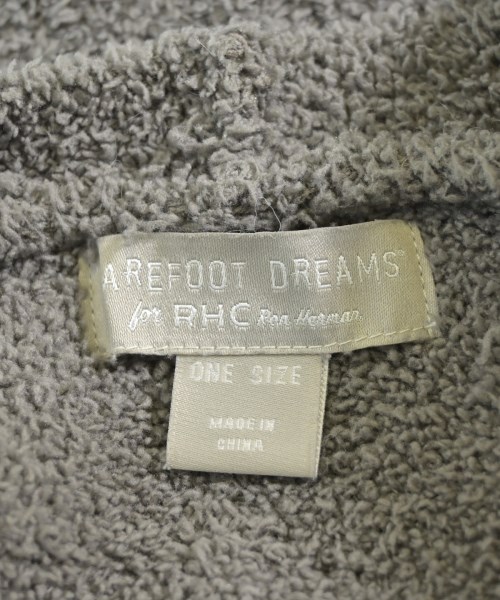 AREFOOT DREAMS®
for RHC Ron Herman
ONE SIZE
MADE IN
CHINA